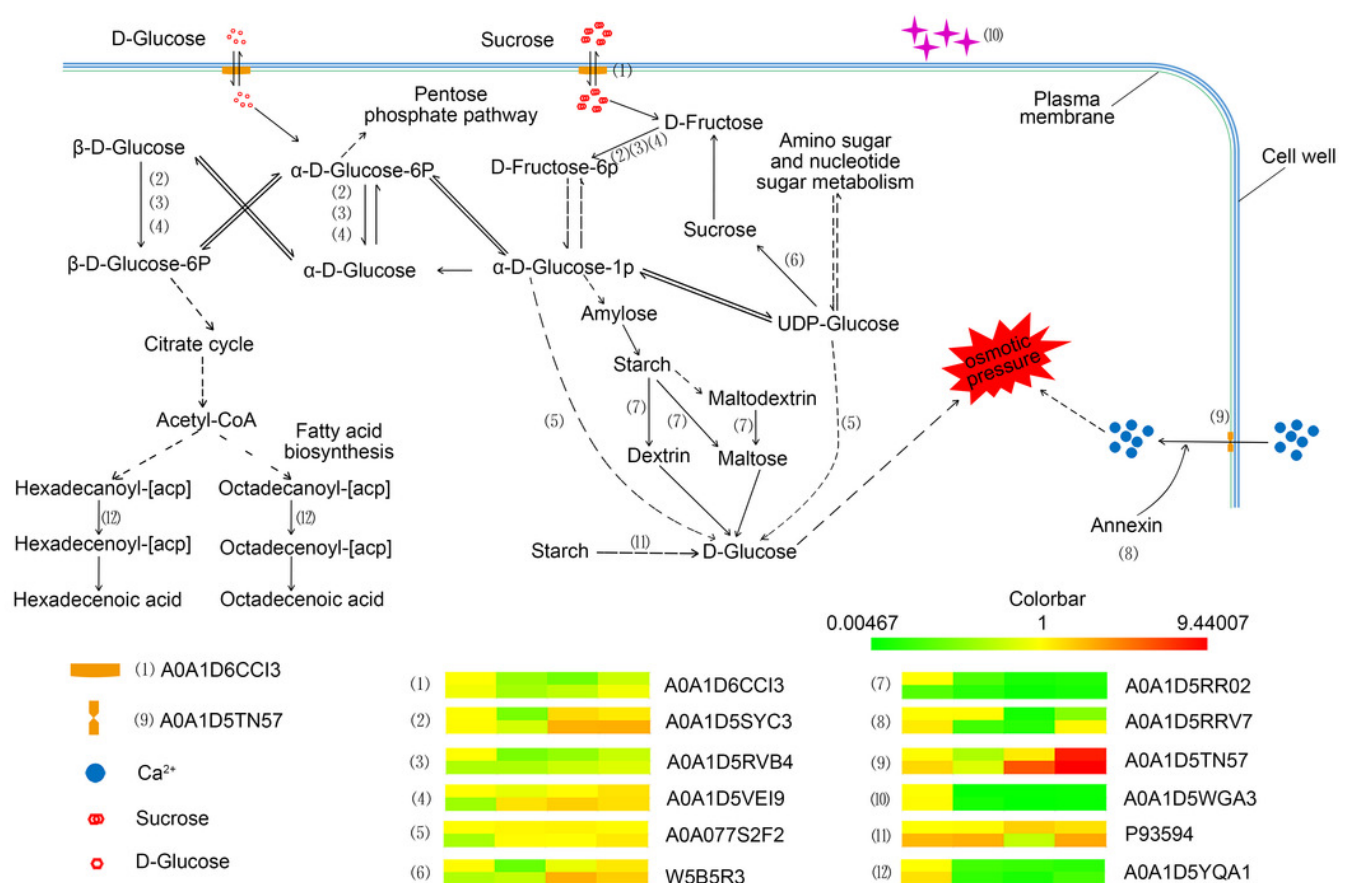 D-Glucose
Sucrose
(10)
(1)
Plasma
membrane
Cell well
Pentose
phosphate pathway
D-Fructose
Amino sugar
and nucleotide
sugar metabolism
β-D-Glucose
α-D-Glucose-6P
D-Fructose-6p
(2)(3)(4)
(2)
(3)
(4)
(2)
(3)
(4)
Sucrose
(6)
β-D-Glucose-6P
α-D-Glucose
α-D-Glucose-1p
UDP-Glucose
Amylose
Citrate cycle
Starch
osmotic
pressure
Maltodextrin
(5)
(7)
(7)
(7)
(5)
(9)
Acetyl-CoA
Fatty acid
biosynthesis
Dextrin
Maltose
Hexadecanoyl-[acp]
Octadecanoyl-[acp]
(12)
(12)
Annexin
(8)
Hexadecenoyl-[acp]
Octadecenoyl-[acp]
Starch
(11)
D-Glucose
Hexadecenoic acid
Octadecenoic acid
Colorbar
0.00467
1
9.44007
(1) A0A1D6CCI3
(9) A0A1D5TN57
Ca²⁺
Sucrose
D-Glucose
(1) A0A1D6CCI3
(2) A0A1D5SYC3
(3) A0A1D5RVB4
(4) A0A1D5VEI9
(5) A0A077S2F2
(6) W5B5R3
(7) A0A1D5RR02
(8) A0A1D5RRV7
(9) A0A1D5TN57
(10) A0A1D5WGA3
(11) P93594
(12) A0A1D5YQA1